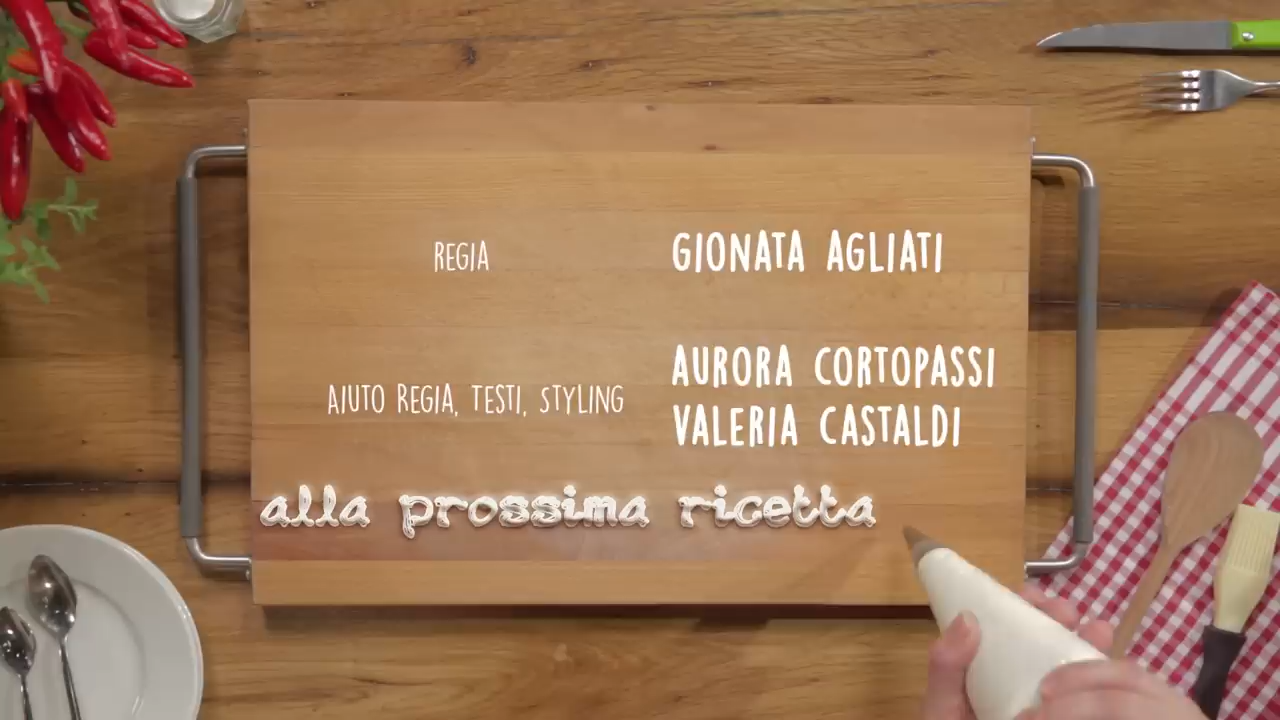 REGIA GIONATA AGLIATI
AIUTO REGIA, TESTI, STYLING AURORA CORTOPASSI
VALERIA CASTALDI
alla prossima ricetta